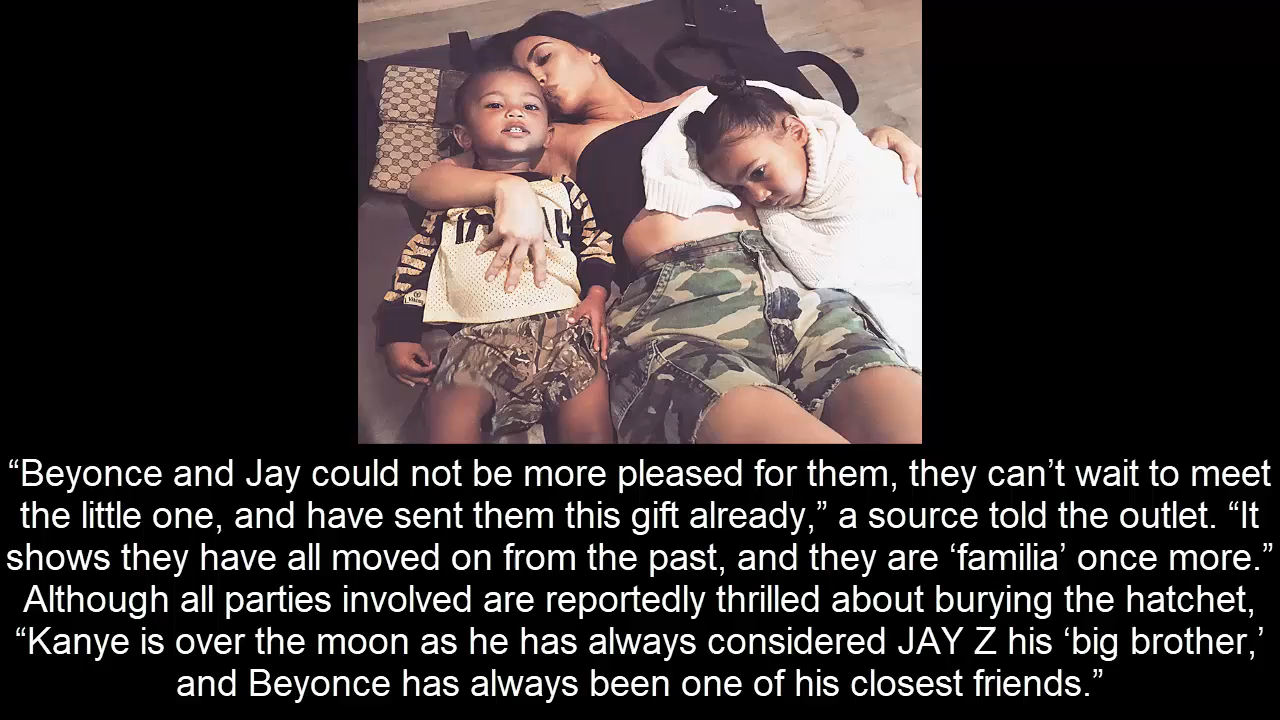 “Beyonce and Jay could not be more pleased for them, they can’t wait to meet
the little one, and have sent them this gift already,” a source told the outlet. “It
shows they have all moved on from the past, and they are ‘familia’ once more.”
Although all parties involved are reportedly thrilled about burying the hatchet,
“Kanye is over the moon as he has always considered JAY Z his ‘big brother,’
and Beyonce has always been one of his closest friends.”